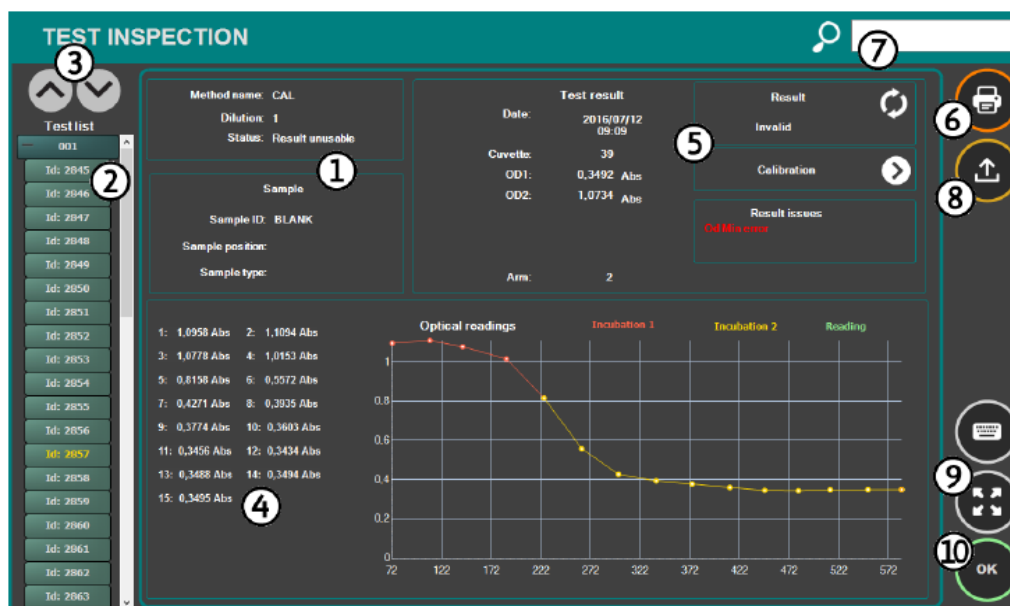 TEST INSPECTION
7
3
6
Test list
001
Id: 2845
2
Id: 2846
Id: 2847
Id: 2848
Id: 2849
Id: 2850
Id: 2851
Id: 2852
Id: 2853
Id: 2854
Id: 2855
Id: 2856
Id: 2857
Id: 2858
Id: 2859
Id: 2860
Id: 2861
Id: 2862
Id: 2863
Method name: CAL
Dilution: 1
Status: Result unusable
1
Sample
Sample ID: BLANK
Sample position:
Sample type:
Test result
Date: 2016/07/12
09:09
Cuvette: 39
OD1: 0,3492 Abs
OD2: 1,0734 Abs
Arm: 2
Result
Invalid
5
Calibration
Result issues
Od Min error
8
1: 1,0958 Abs 2: 1,1094 Abs
3: 1,0778 Abs 4: 1,0153 Abs
5: 0,8158 Abs 6: 0,5572 Abs
7: 0,4271 Abs 8: 0,3935 Abs
9: 0,3774 Abs 10: 0,3603 Abs
11: 0,3456 Abs 12: 0,3434 Abs
13: 0,3488 Abs 14: 0,3494 Abs
15: 0,3495 Abs
4
Optical readings Incubation 1 Incubation 2 Reading
1
0.8
0.6
0,4
0.2
0
72 122 172 222 272 322 372 422 472 522 572
9
10
OK